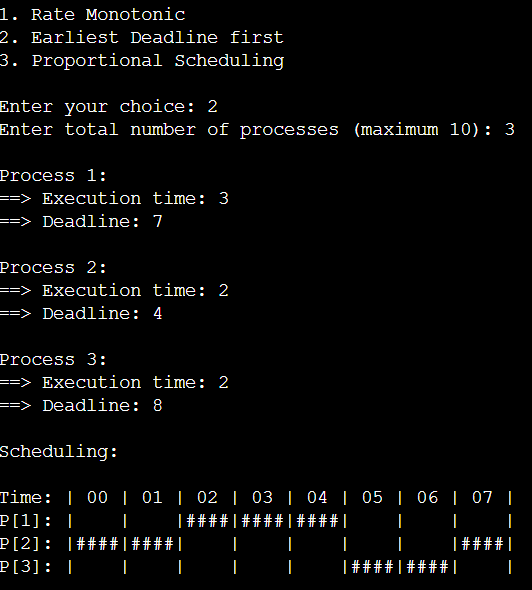 1. Rate Monotonic
2. Earliest Deadline first
3. Proportional Scheduling
Enter your choice: 2
Enter total number of processes (maximum 10): 3
Process 1:
==> Execution time: 3
==> Deadline: 7
Process 2:
==> Execution time: 2
==> Deadline: 4
Process 3:
==> Execution time: 2
==> Deadline: 8
Scheduling:
Time: | 00 | 01 | 02 | 03 | 04 | 05 | 06 | 07 |
P[1]: |    |    |####|####|####|    |    |    |
P[2]: |####|####|    |    |    |    |    |####|
P[3]: |    |    |    |    |    |####|####|    |